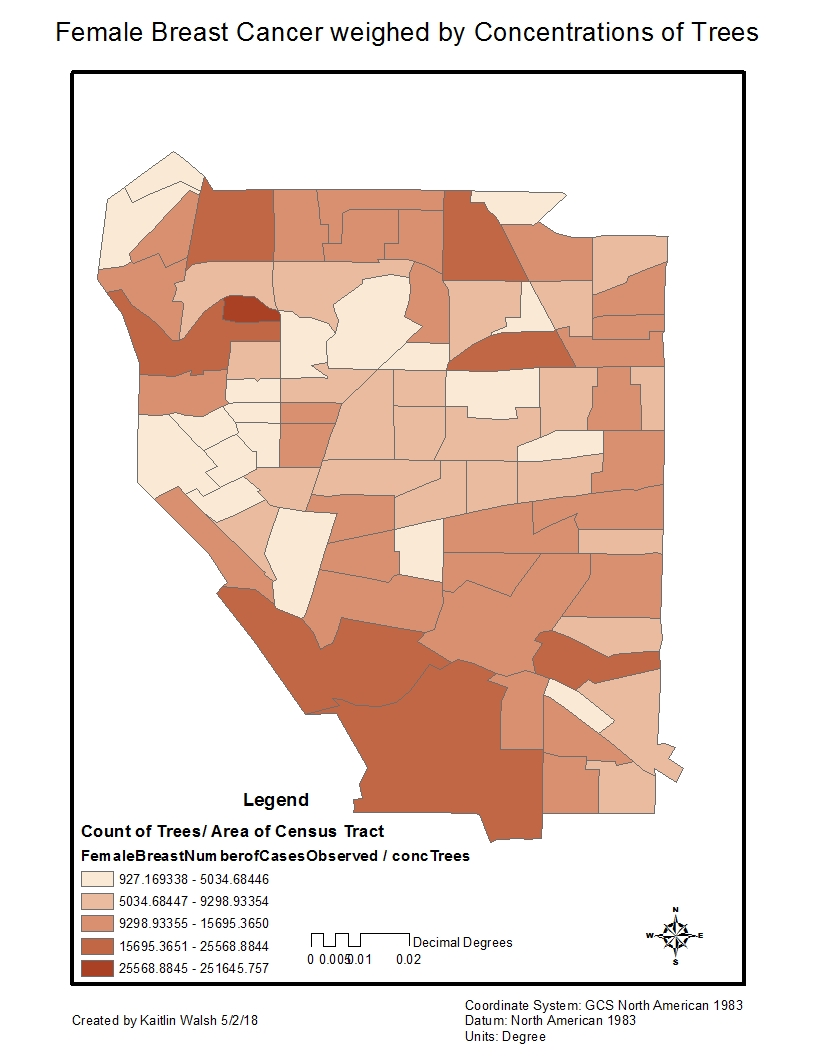 Female Breast Cancer weighed by Concentrations of Trees
Legend
Count of Trees/ Area of Census Tract
FemaleBreastNumberofCasesObserved / concTrees
927.169338 - 5034.68446
5034.68447 - 9298.93354
9298.93355 - 15695.3650
15695.3651 - 25568.8844
25568.8845 - 251645.757
Decimal Degrees
0 0.005 0.01 0.02
N
W E
S
Created by Kaitlin Walsh 5/2/18
Coordinate System: GCS North American 1983
Datum: North American 1983
Units: Degree